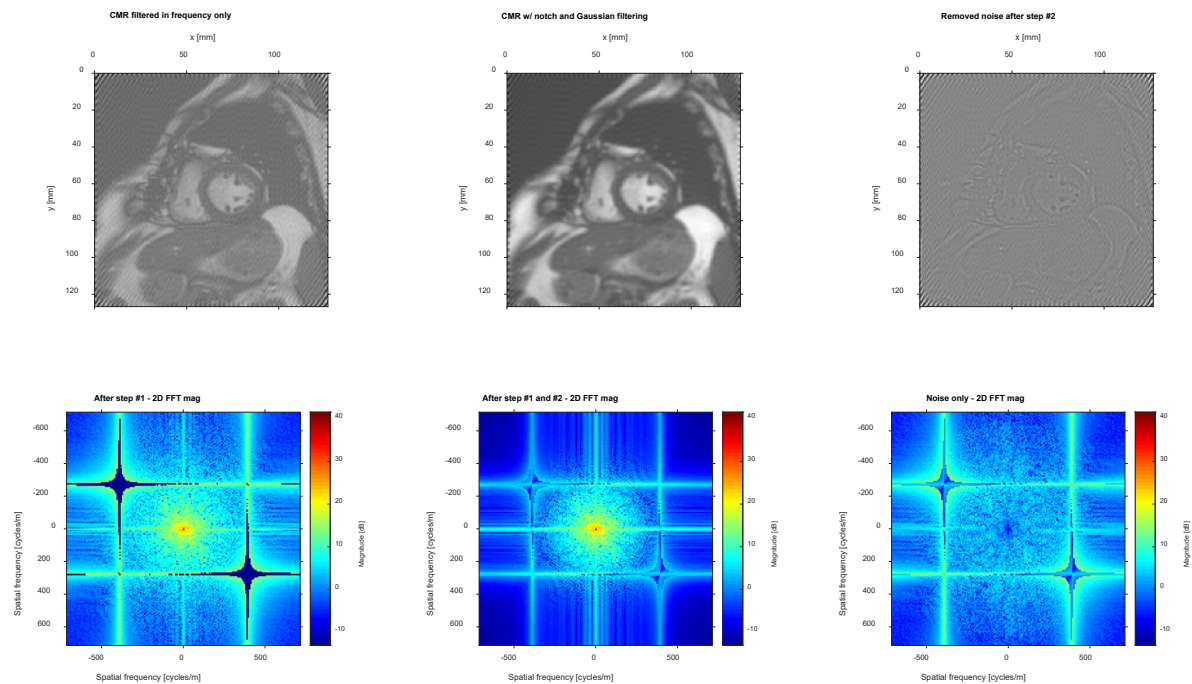 CMR filtered in frequency only
x [mm]
0 50 100
0
20
40
60
80
100
120
y [mm]
CMR w/ notch and Gaussian filtering
x [mm]
0 50 100
0
20
40
60
80
100
120
y [mm]
Removed noise after step #2
x [mm]
0 50 100
0
20
40
60
80
100
120
y [mm]
After step #1 - 2D FFT mag
-600
-400
-200
0
200
400
600
Spatial frequency [cycles/m]
-500 0 500
Spatial frequency [cycles/m]
40
30
20
10
0
-10
Magnitude [dB]
After step #1 and #2 - 2D FFT mag
-600
-400
-200
0
200
400
600
Spatial frequency [cycles/m]
-500 0 500
Spatial frequency [cycles/m]
40
30
20
10
0
-10
Magnitude [dB]
Noise only - 2D FFT mag
-600
-400
-200
0
200
400
600
Spatial frequency [cycles/m]
-500 0 500
Spatial frequency [cycles/m]
40
30
20
10
0
-10
Magnitude [dB]